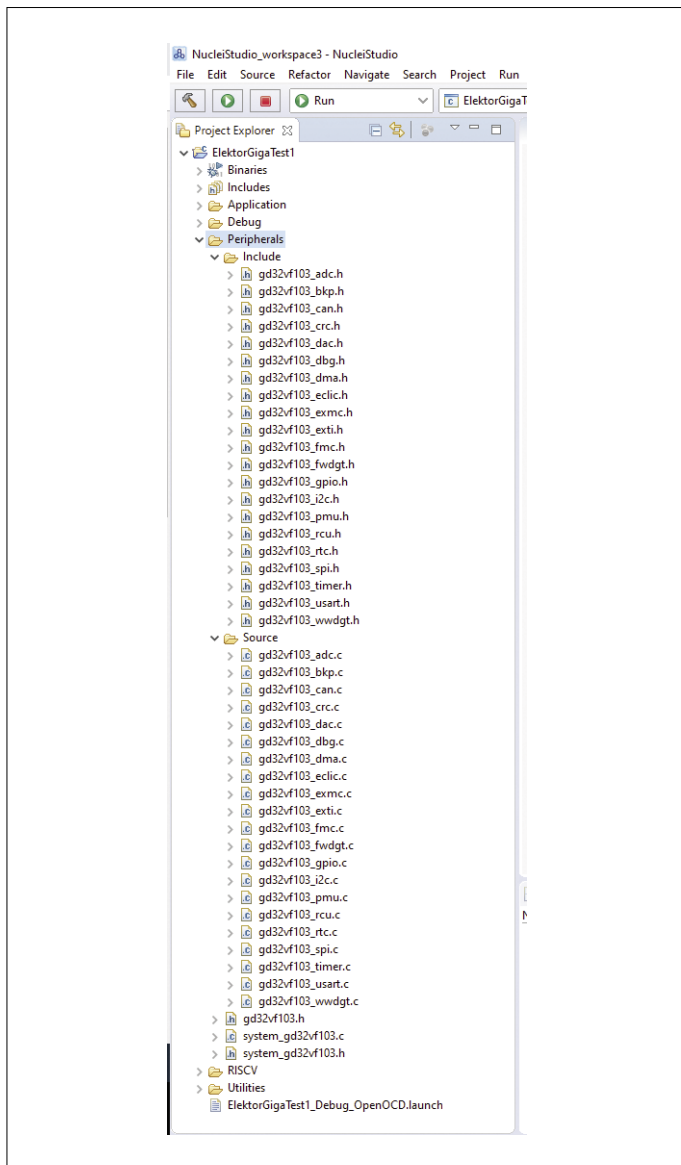 NucleiStudio_workspace3 - NucleiStudio
File Edit Source Refactor Navigate Search Project Run
Run
Project Explorer
ElektorGigaTest1
Binaries
Includes
Application
Debug
Peripherals
Include
gd32vf103_adc.h
gd32vf103_bkp.h
gd32vf103_can.h
gd32vf103_crc.h
gd32vf103_dac.h
gd32vf103_dbg.h
gd32vf103_dma.h
gd32vf103_eclic.h
gd32vf103_exmc.h
gd32vf103_exti.h
gd32vf103_fmc.h
gd32vf103_fwdgt.h
gd32vf103_gpio.h
gd32vf103_i2c.h
gd32vf103_pmu.h
gd32vf103_rcu.h
gd32vf103_rtc.h
gd32vf103_spi.h
gd32vf103_timer.h
gd32vf103_usart.h
gd32vf103_wwdgt.h
Source
gd32vf103_adc.c
gd32vf103_bkp.c
gd32vf103_can.c
gd32vf103_crc.c
gd32vf103_dac.c
gd32vf103_dbg.c
gd32vf103_dma.c
gd32vf103_eclic.c
gd32vf103_exmc.c
gd32vf103_exti.c
gd32vf103_fmc.c
gd32vf103_fwdgt.c
gd32vf103_gpio.c
gd32vf103_i2c.c
gd32vf103_pmu.c
gd32vf103_rcu.c
gd32vf103_rtc.c
gd32vf103_spi.c
gd32vf103_timer.c
gd32vf103_usart.c
gd32vf103_wwdgt.c
gd32vf103.h
system_gd32vf103.c
system_gd32vf103.h
RISCV
Utilities
ElektorGigaTest1_Debug_OpenOCD.launch